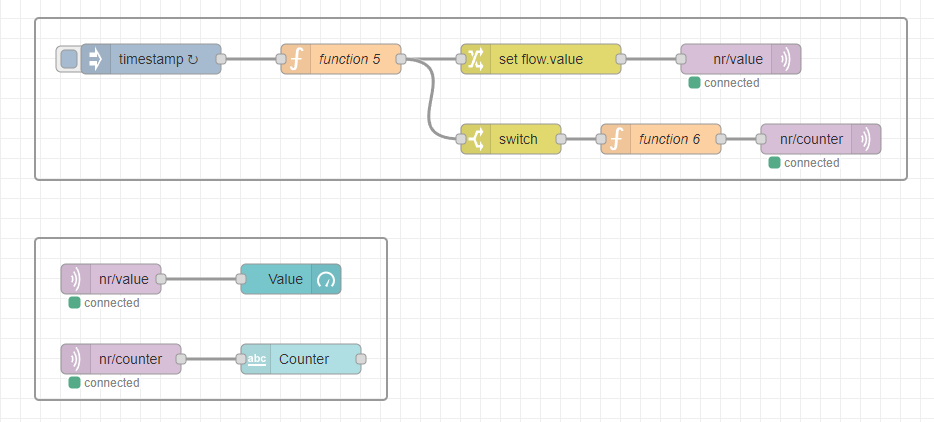 timestamp ↻
function 5
set flow.value
nr/value
connected
switch
function 6
nr/counter
connected
nr/value
Value
connected
nr/counter
abc
Counter
connected